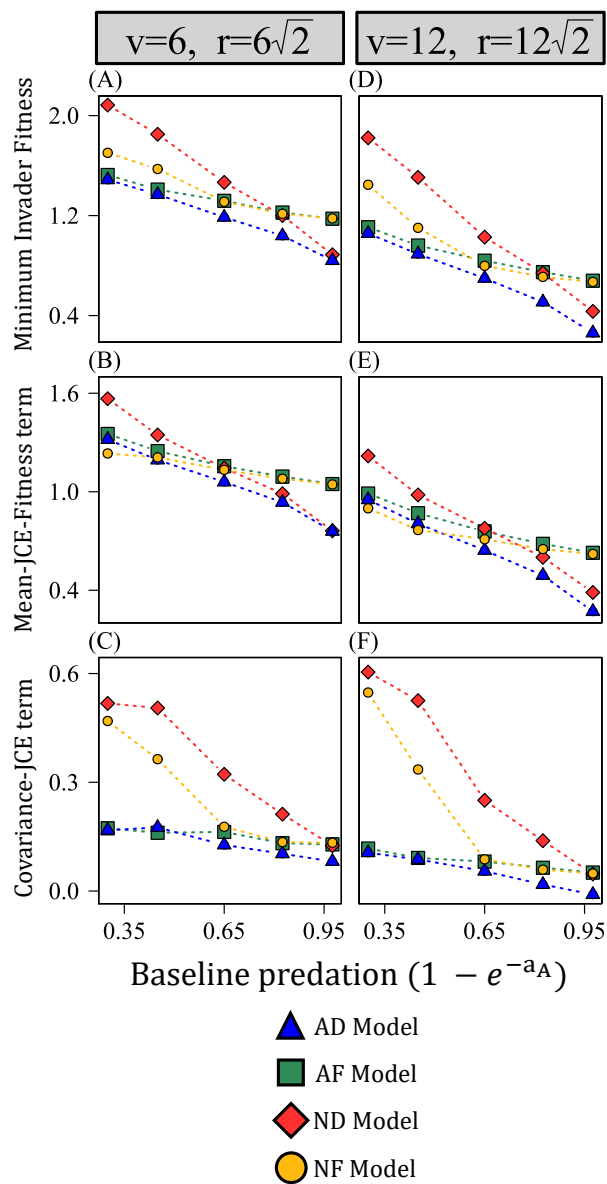 v=6, r=6√2
v=12, r=12√2
(A)
(D)
Minimum Invader Fitness
2.0
1.2
0.4
(B)
(E)
Mean-JCE-Fitness term
1.6
1.0
0.4
(C)
(F)
Covariance-JCE term
0.6
0.3
0.0
0.35 0.65 0.95 0.35 0.65 0.95
Baseline predation (1 − e^{−a_A})
AD Model
AF Model
ND Model
NF Model